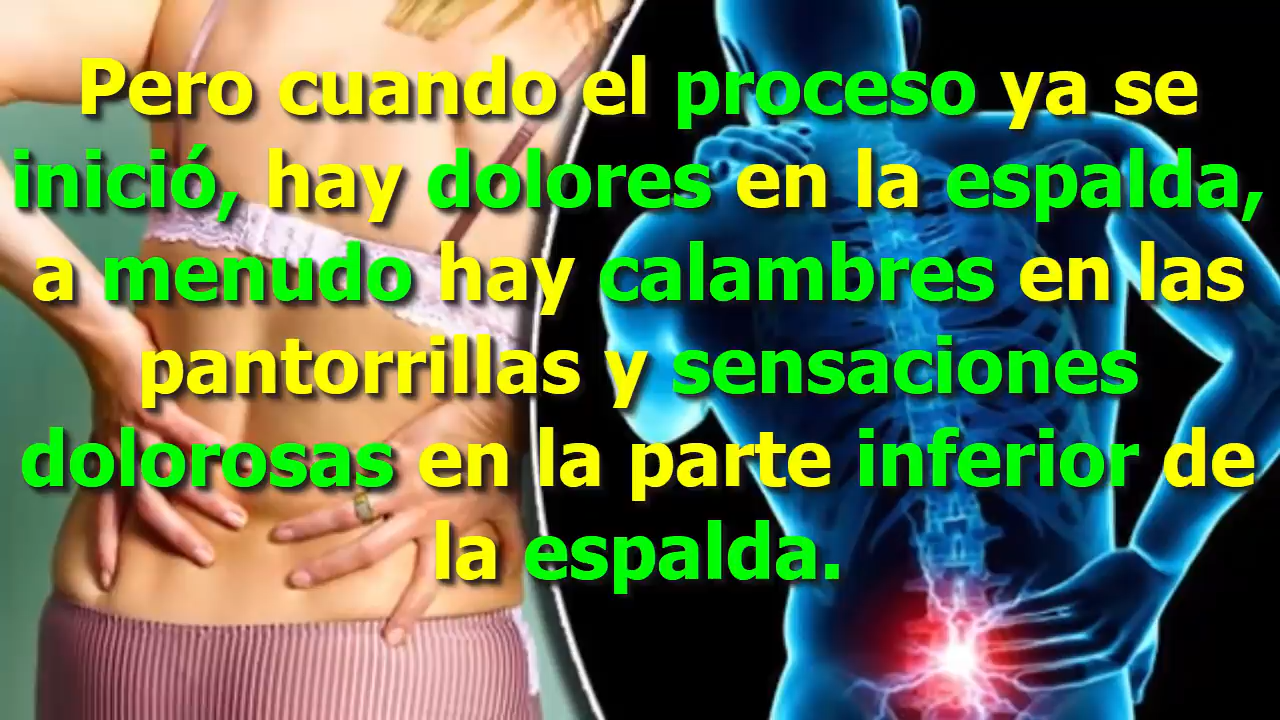 Pero cuando el proceso ya se
inició, hay dolores en la espalda,
a menudo hay calambres en las
pantorrillas y sensaciones
dolorosas en la parte inferior de
la espalda.